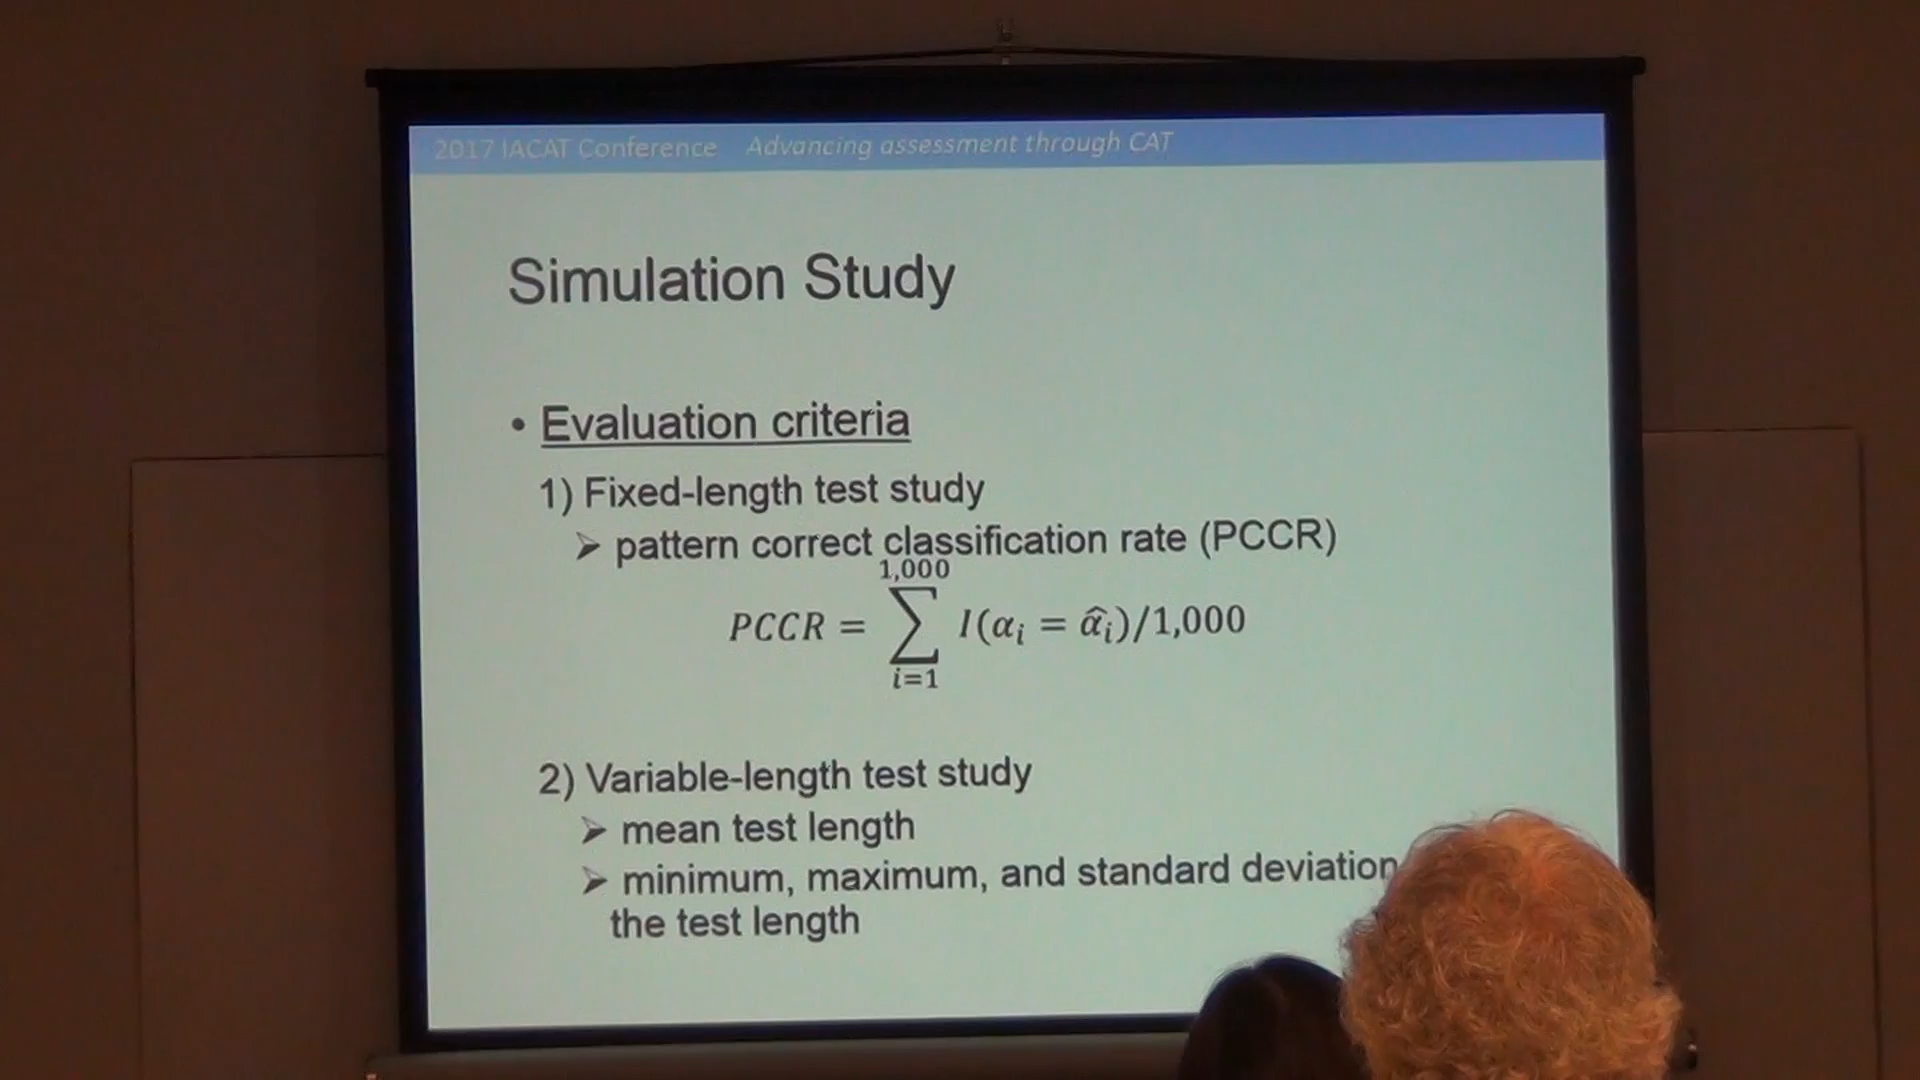 2017 IACAT Conference Advancing assessment through CAT
Simulation Study
• Evaluation criteria
1) Fixed-length test study
➢ pattern correct classification rate (PCCR)
PCCR = ∑_{i=1}^{1,000} I(α_i = α̂_i)/1,000
2) Variable-length test study
➢ mean test length
➢ minimum, maximum, and standard deviation
the test length